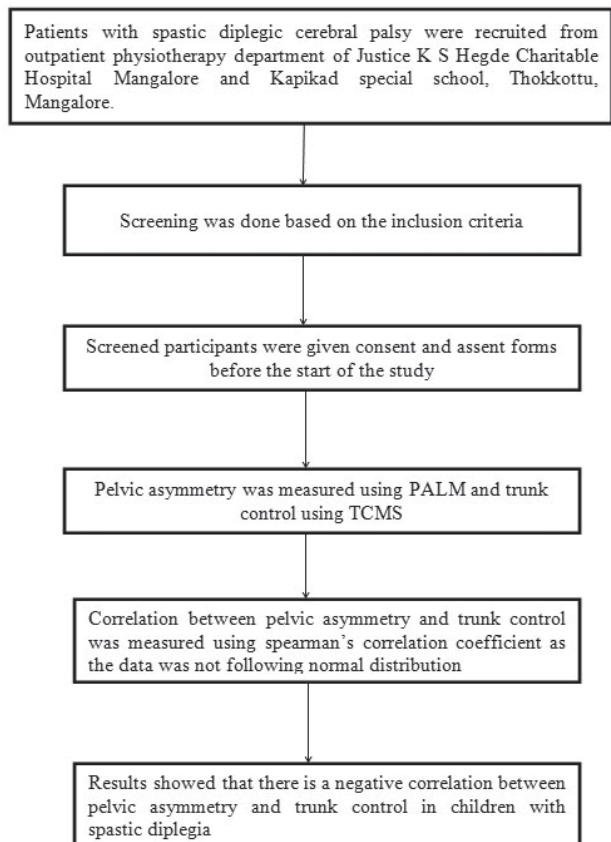 Patients with spastic diplegic cerebral palsy were recruited from
outpatient physiotherapy department of Justice K S Hegde Charitable
Hospital Mangalore and Kapikad special school, Thokkottu,
Mangalore.
Screening was done based on the inclusion criteria
Screened participants were given consent and assent forms
before the start of the study
Pelvic asymmetry was measured using PALM and trunk
control using TCMS
Correlation between pelvic asymmetry and trunk control
was measured using spearman's correlation coefficient as
the data was not following normal distribution
Results showed that there is a negative correlation between
pelvic asymmetry and trunk control in children with
spastic diplegia